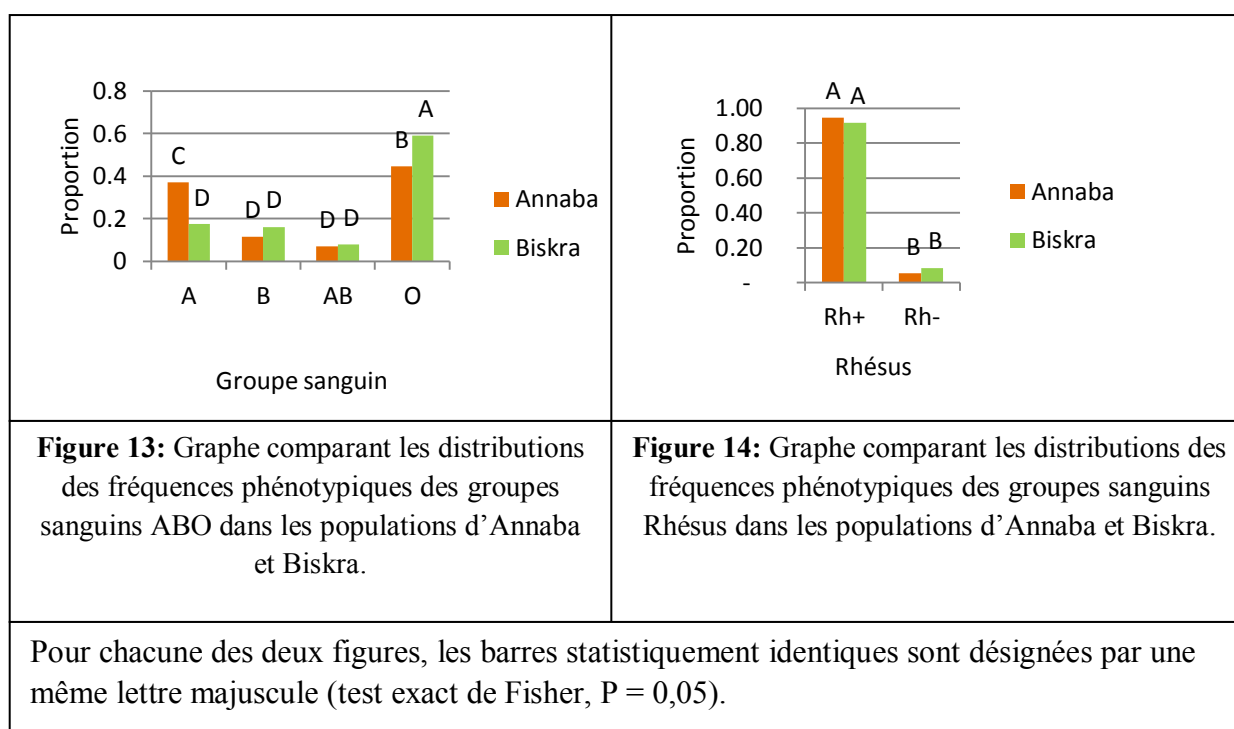 0.8
0.6
0.4
0.2
0
Proportion
C
D
D
D
D
D
B
A
A
B
AB
O
Groupe sanguin
Annaba
Biskra
1.00
0.80
0.60
0.40
0.20
-
Proportion
A
A
B
B
Rh+
Rh-
Rhésus
Annaba
Biskra
Figure 13: Graphe comparant les distributions
des fréquences phénotypiques des groupes
sanguins ABO dans les populations d’Annaba
et Biskra.
Figure 14: Graphe comparant les distributions des
fréquences phénotypiques des groupes sanguins
Rhésus dans les populations d’Annaba et Biskra.
Pour chacune des deux figures, les barres statistiquement identiques sont désignées par une
même lettre majuscule (test exact de Fisher, P = 0,05).